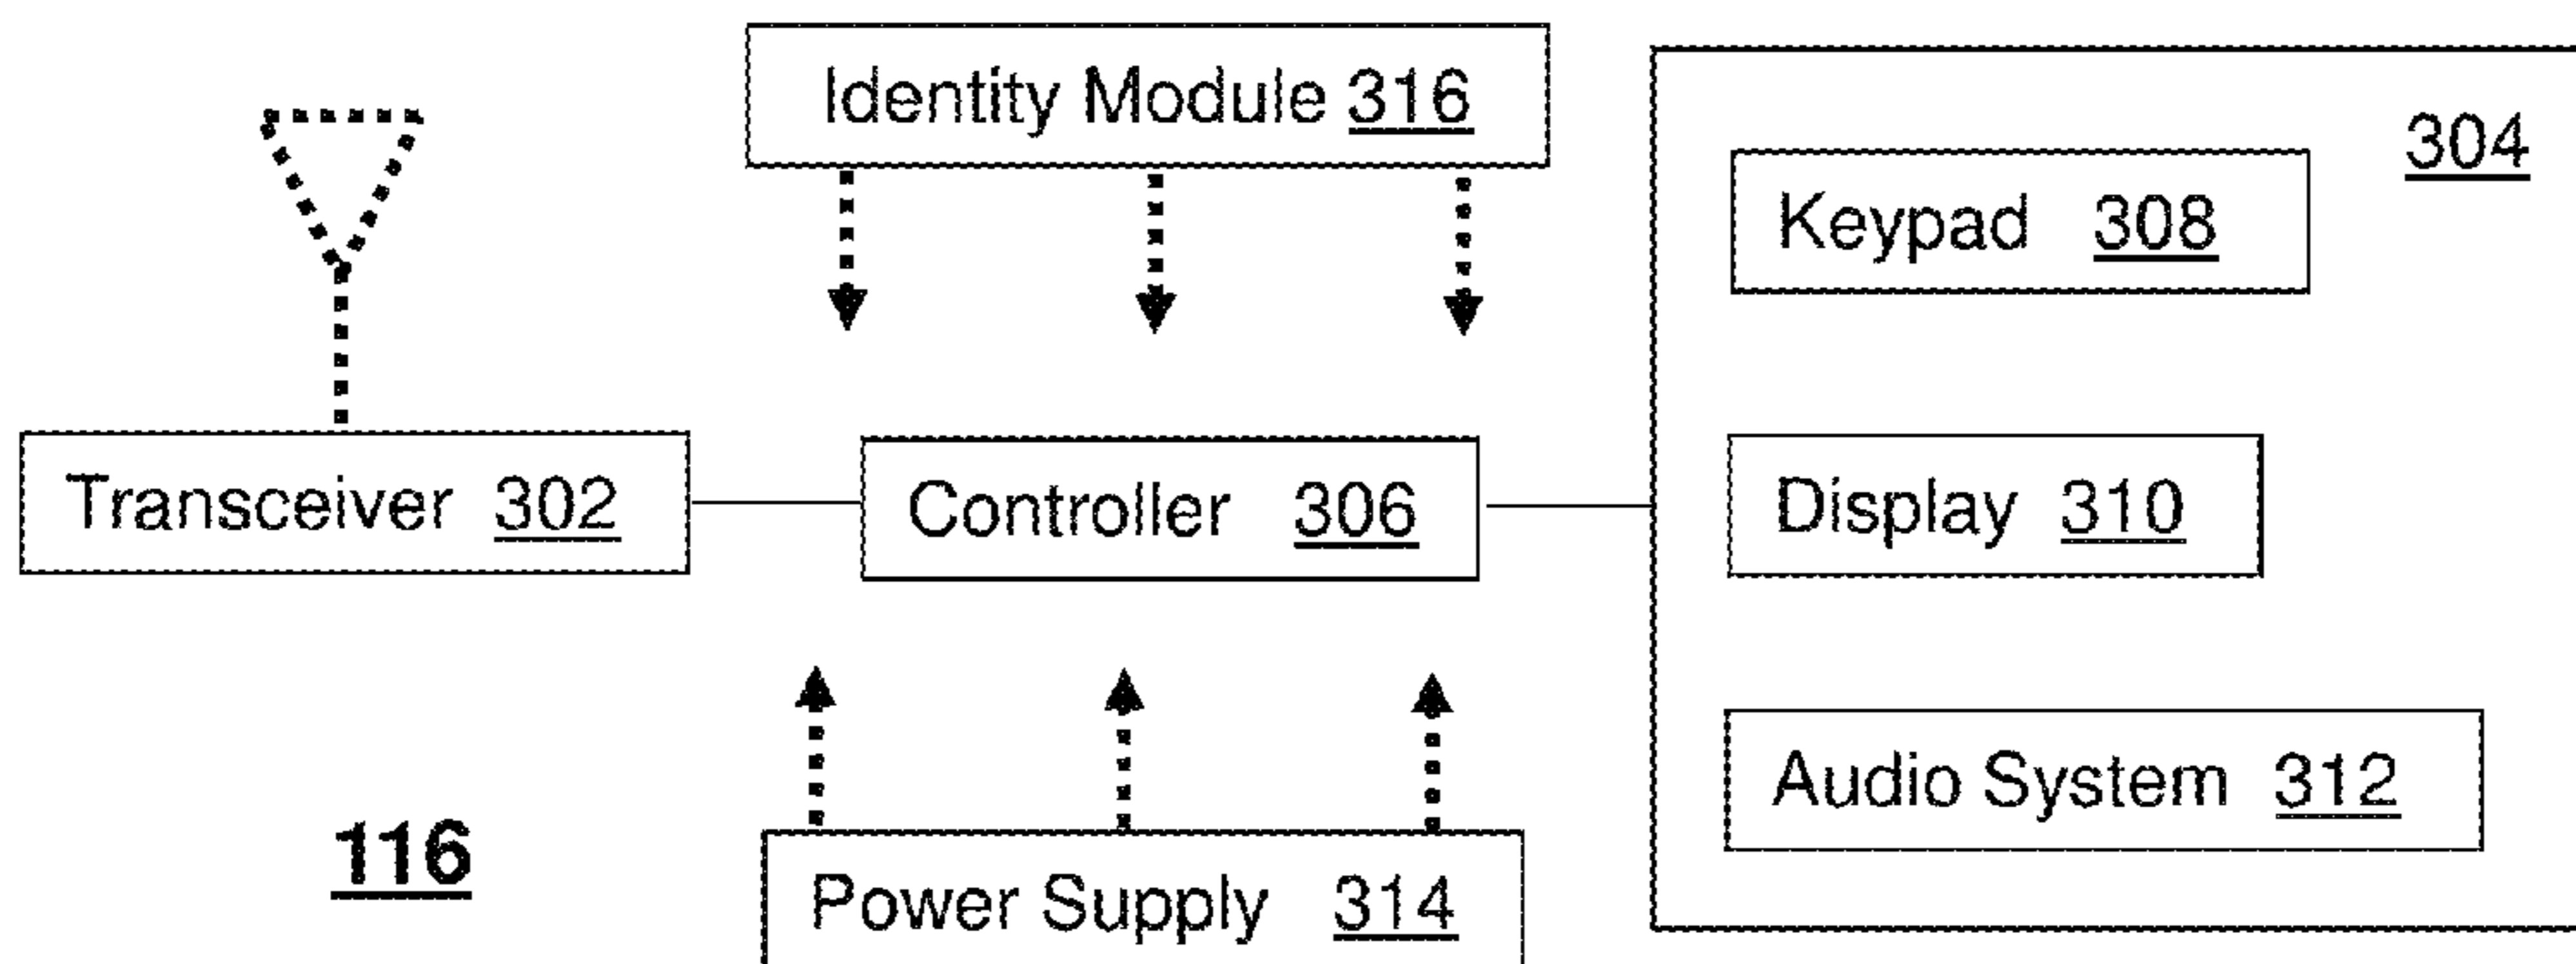 Identity Module 316
304
Keypad 308
Transceiver 302
Controller 306
Display 310
Audio System 312
116
Power Supply 314